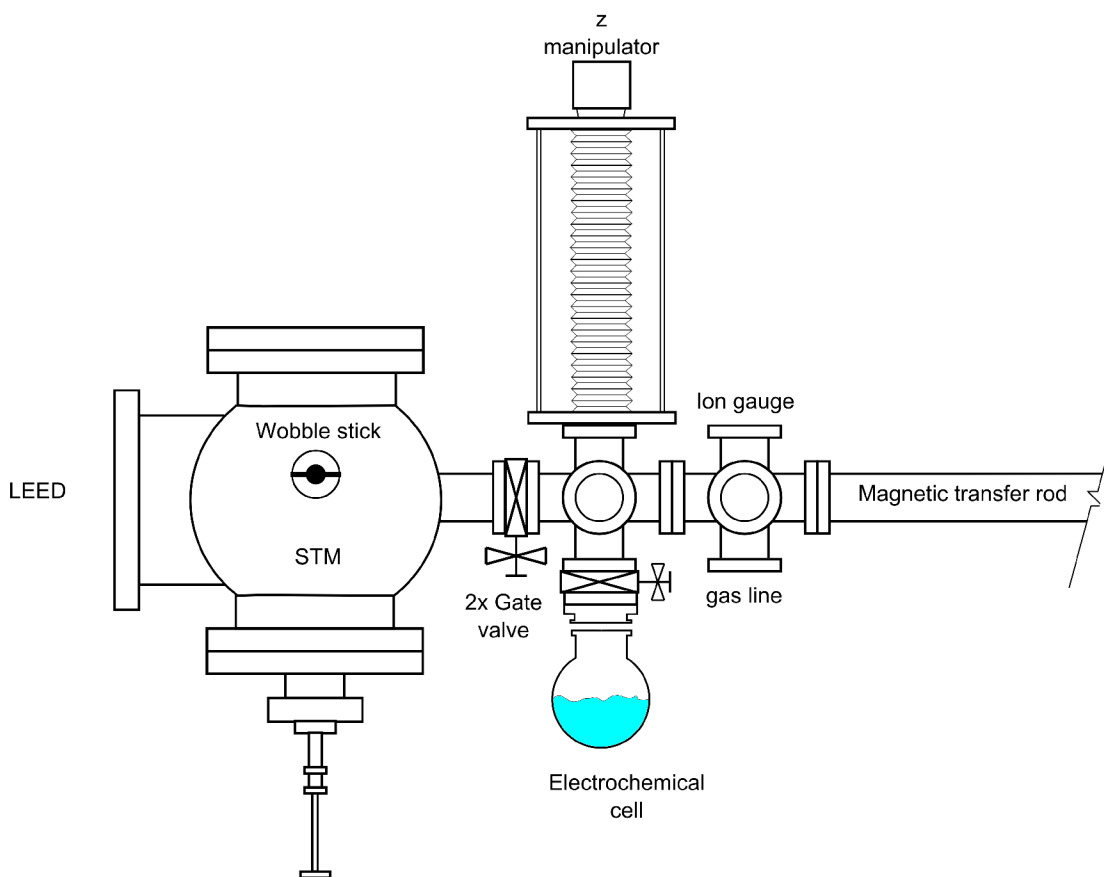 z
manipulator
Ion gauge
Wobble stick
LEED
Magnetic transfer rod
STM
2x Gate
valve
gas line
Electrochemical
cell